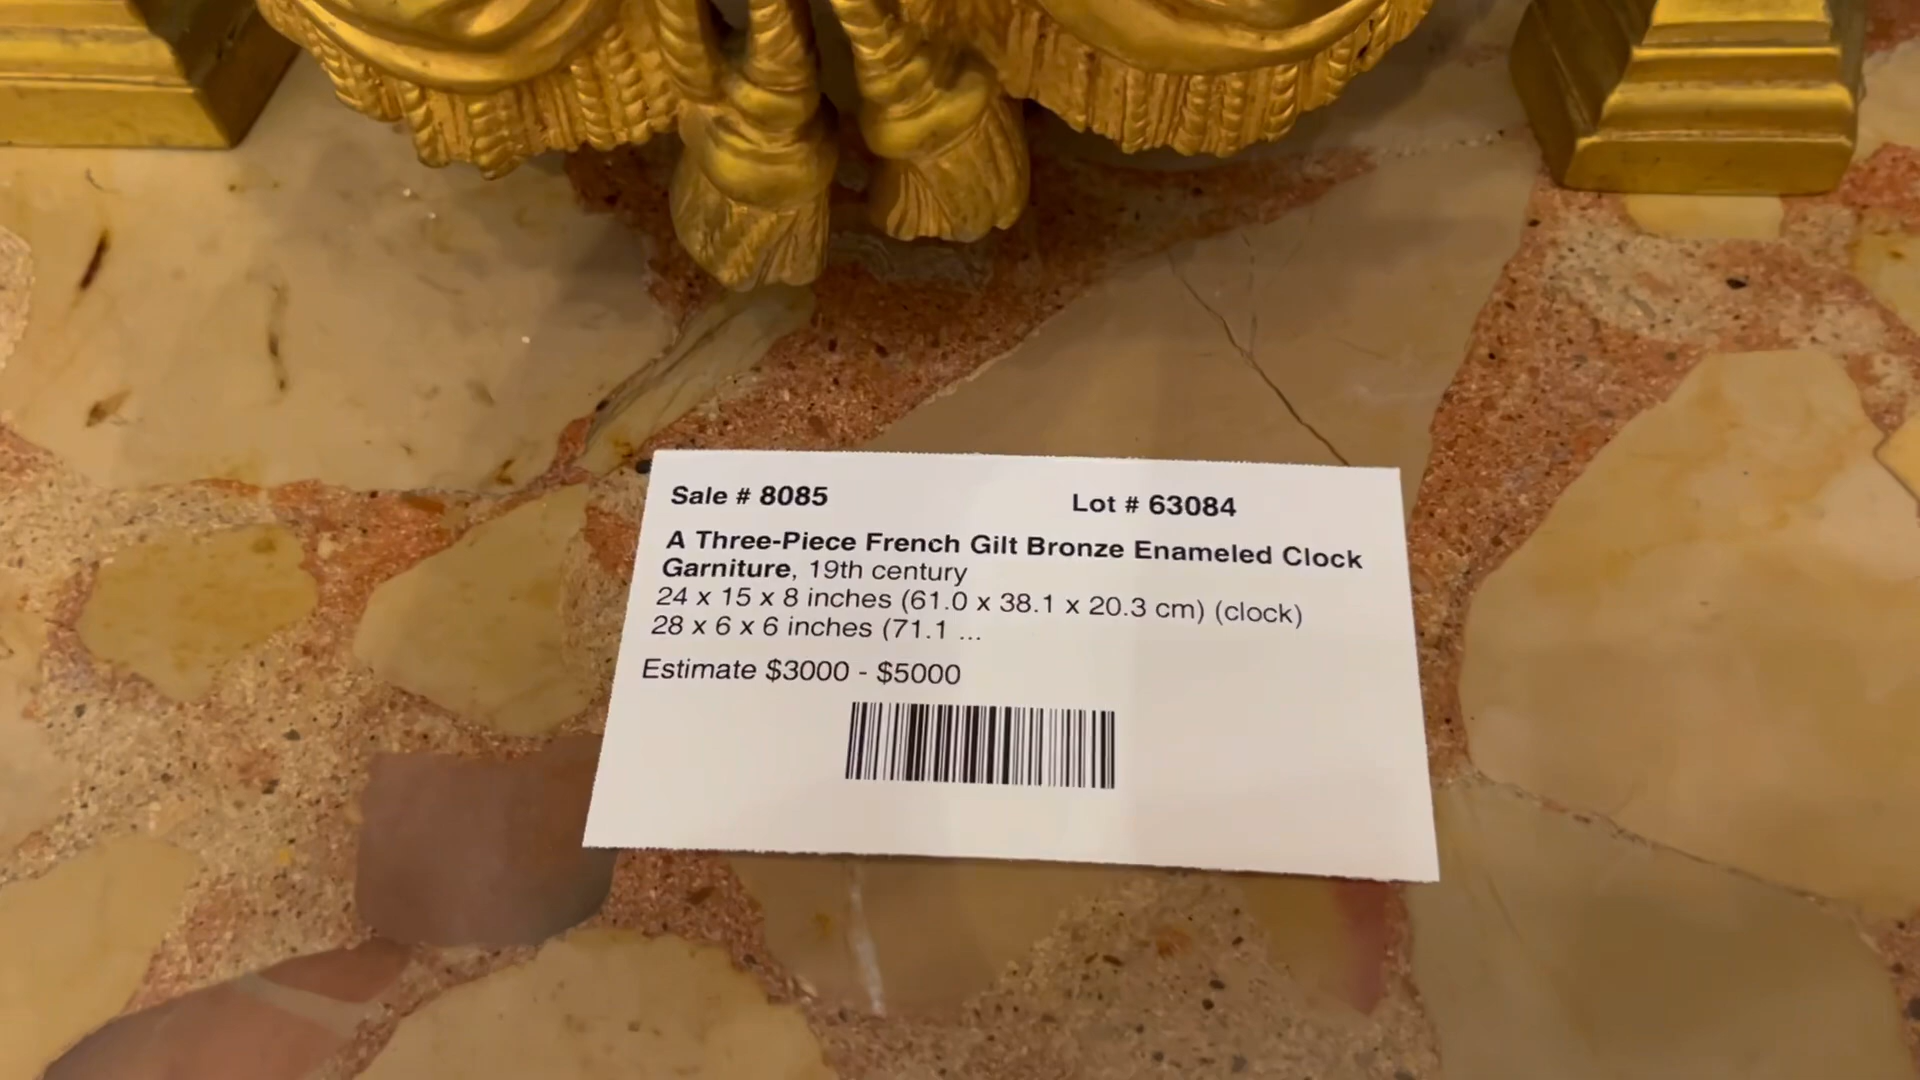 Sale # 8085 Lot # 63084
A Three-Piece French Gilt Bronze Enameled Clock
Garniture, 19th century
24 x 15 x 8 inches (61.0 x 38.1 x 20.3 cm) (clock)
28 x 6 x 6 inches (71.1 ...
Estimate $3000 - $5000